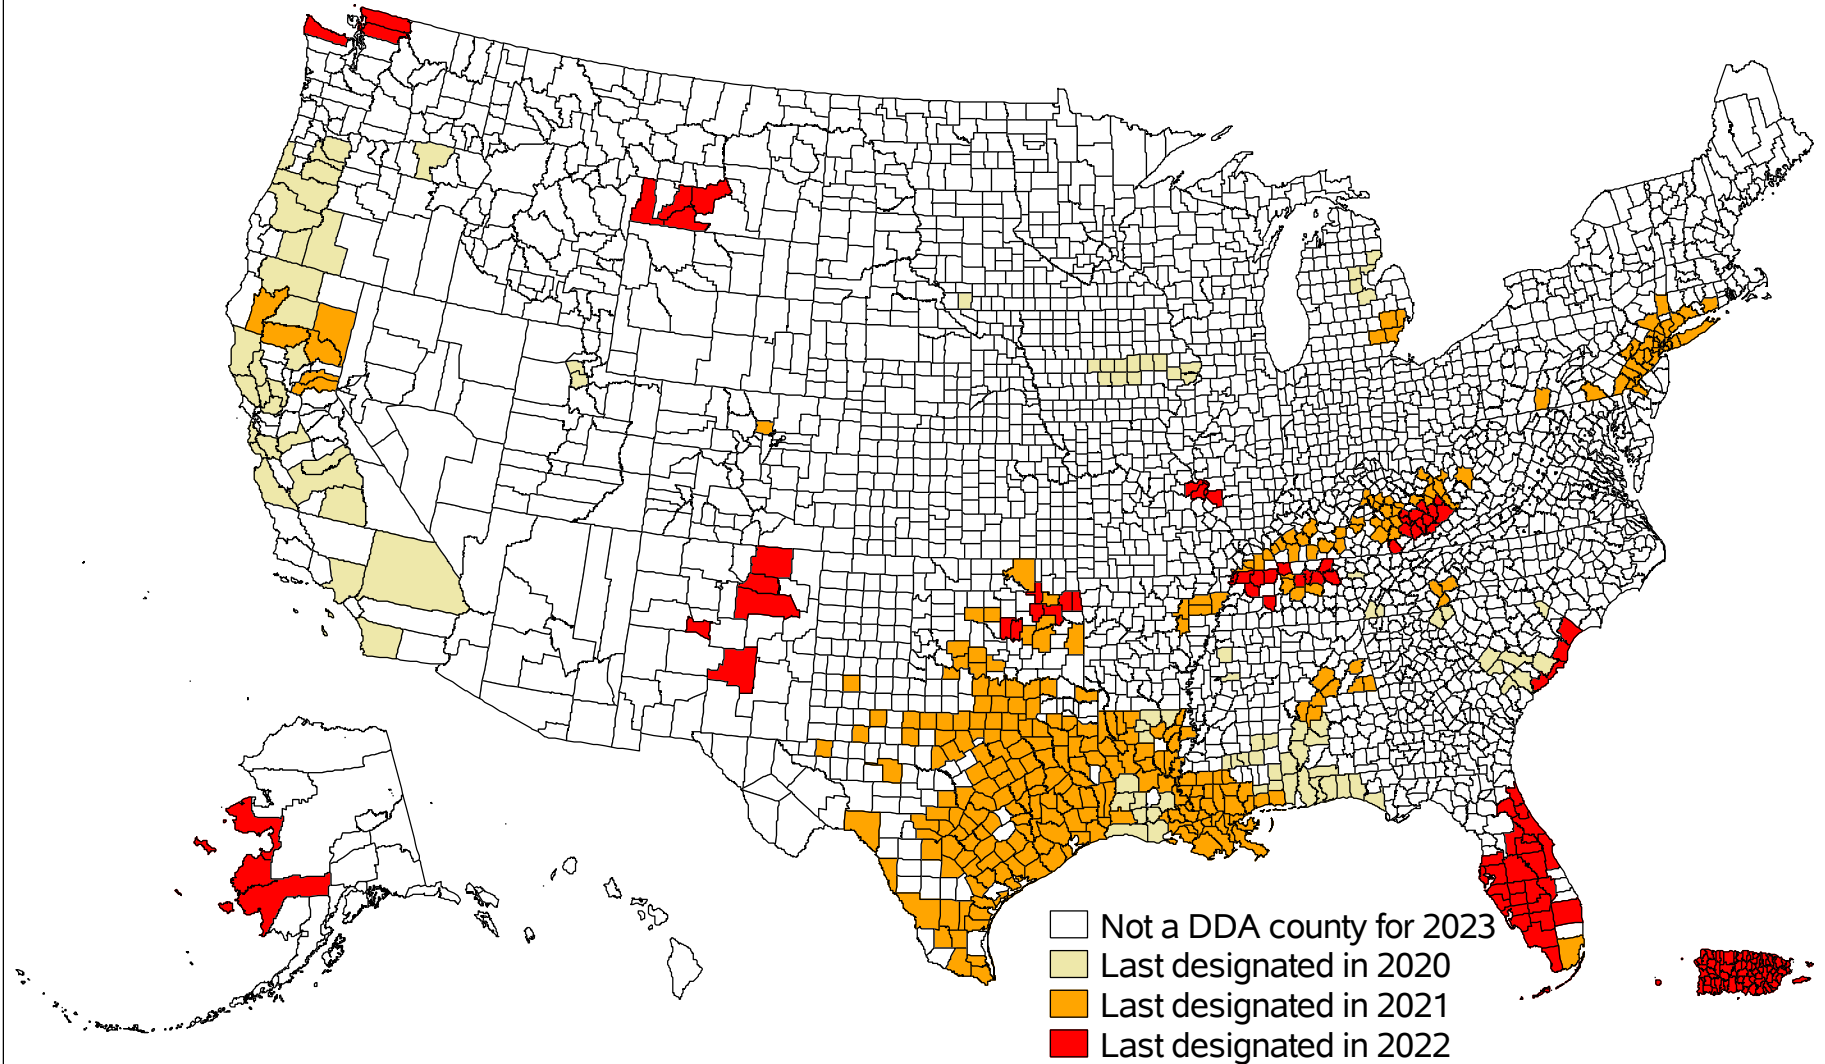 Not a DDA county for 2023
Last designated in 2020
Last designated in 2021
Last designated in 2022